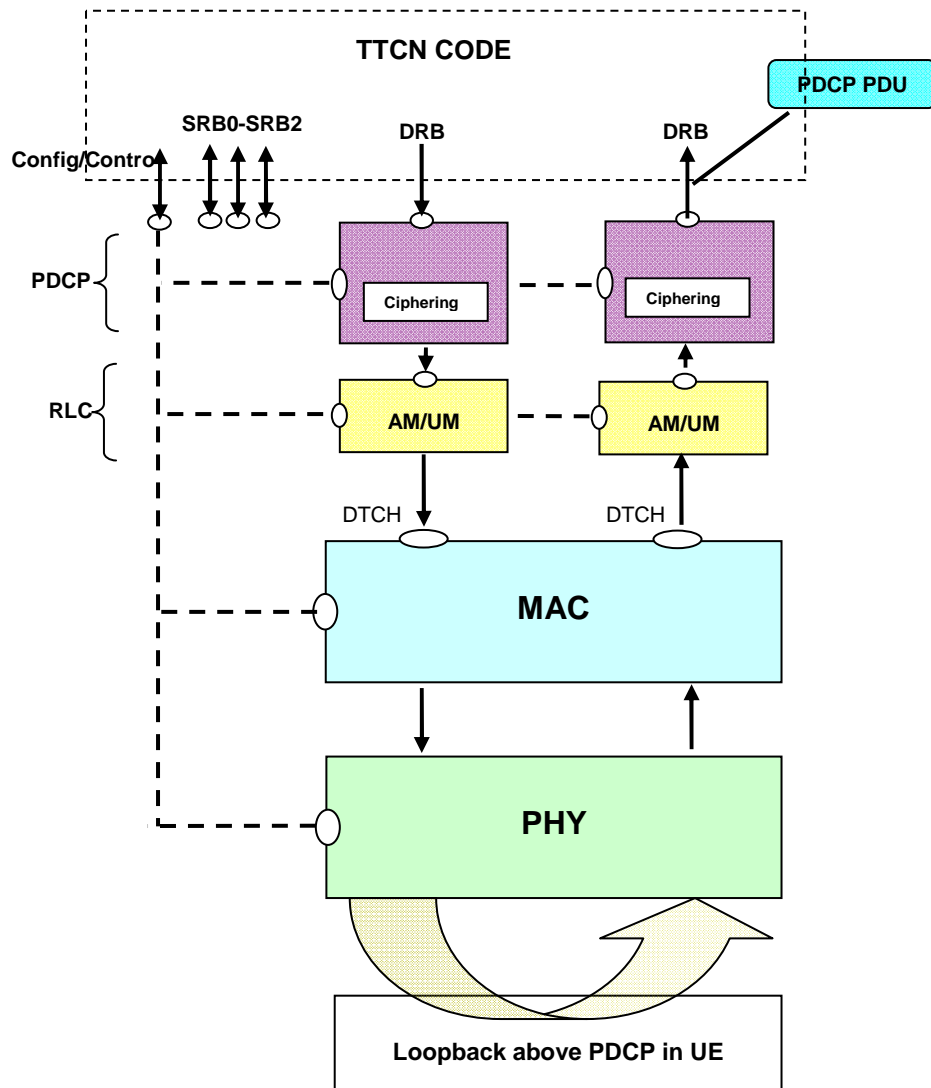 TTCN CODE
PDCP PDU
SRB0-SRB2
DRB
DRB
Config/Contro
PDCP
Ciphering
Ciphering
RLC
AM/UM
AM/UM
DTCH
DTCH
MAC
PHY
Loopback above PDCP in UE